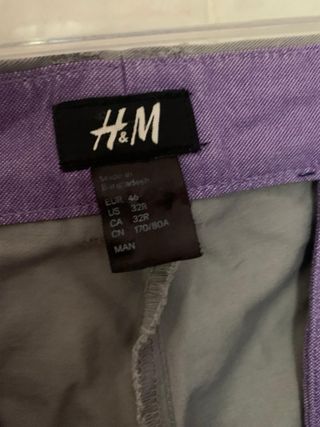 H&M
Made in
Bangladesh
EUR 46
US 32R
CA 32R
CN 170/80A
MAN